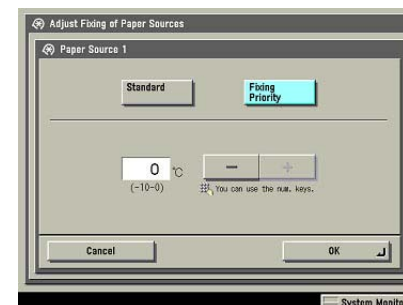 Adjust Fixing of Paper Sources
Paper Source 1
Standard
Fixing
Priority
0 °C
(-10-0)
- +
You can use the num. keys.
Cancel
OK
System Monito